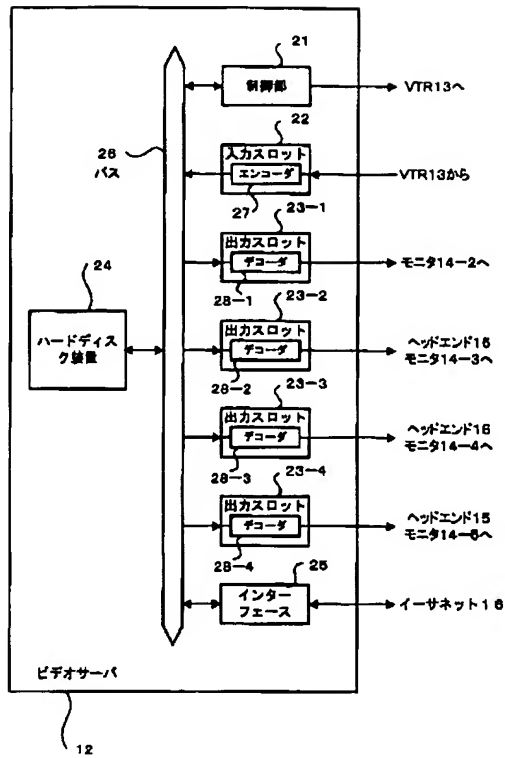 21
制御部
VTR13へ
22
26
バス
入力スロット
エンコーダ
VTR13から
27
23-1
出力スロット
デコーダ
モニタ14-2へ
28-1
24
ハードディス
ク装置
23-2
出力スロット
デコーダ
ヘッドエンド15
モニタ14-3へ
28-2
23-3
出力スロット
デコーダ
ヘッドエンド15
モニタ14-4へ
28-3
23-4
出力スロット
デコーダ
ヘッドエンド15
モニタ14-5へ
28-4
25
インター
フェース
イーサネット16
ビデオサーバ
12